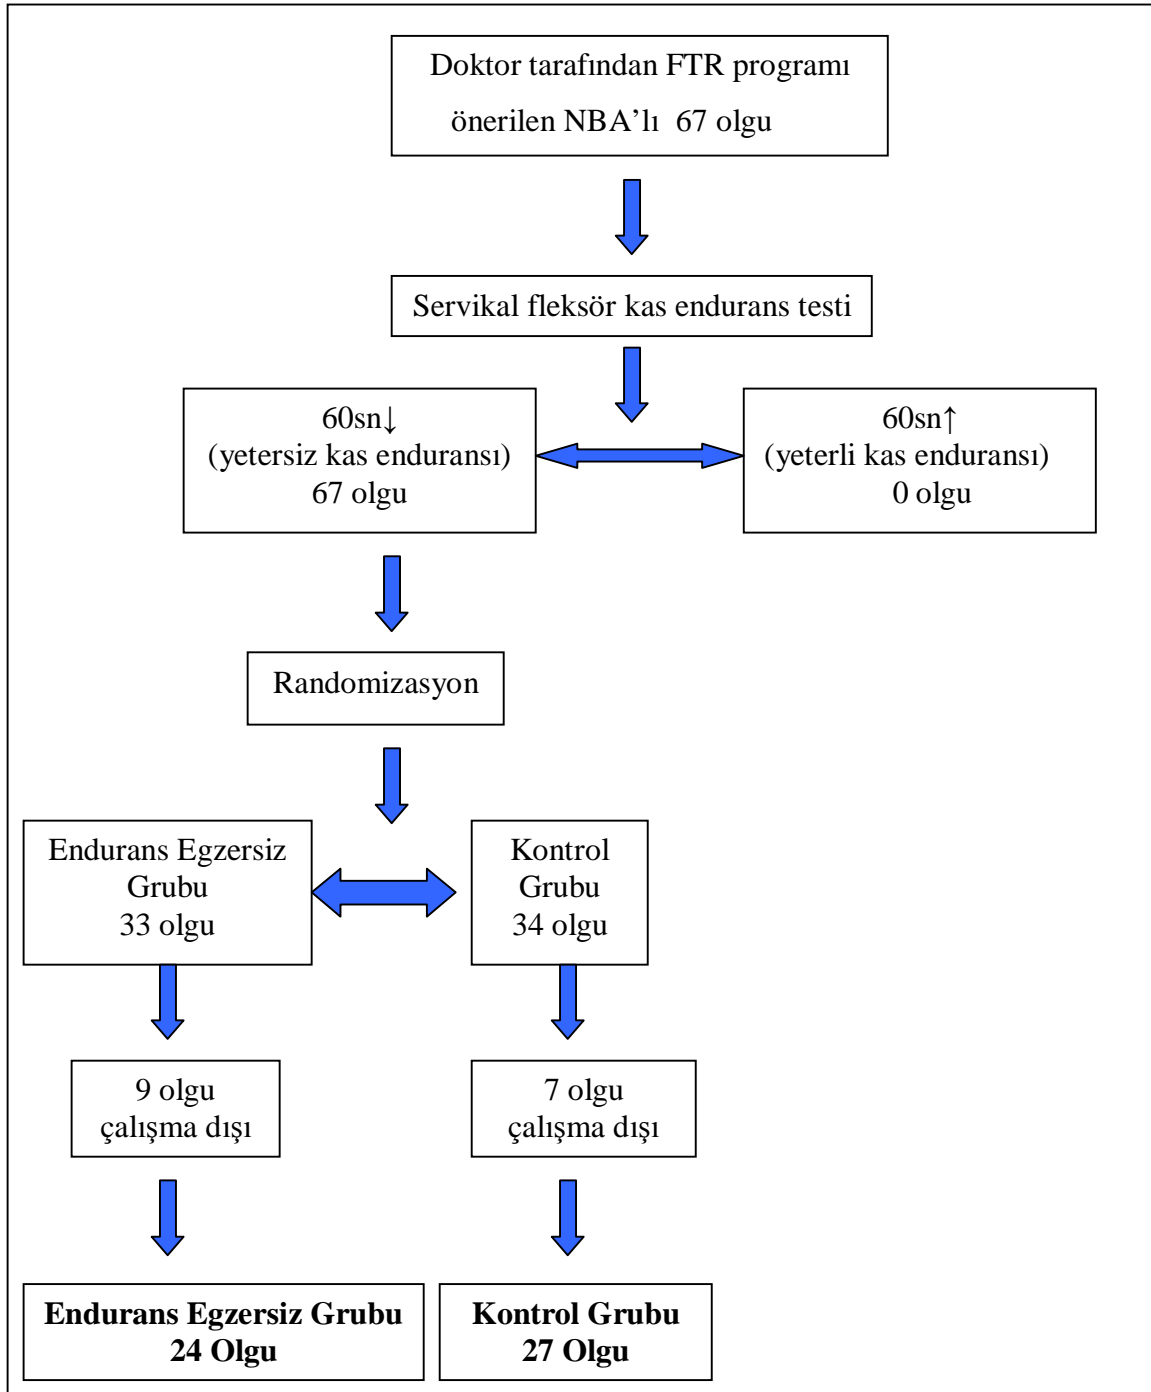 Doktor tarafından FTR programı
önerilen NBA’lı 67 olgu
Servikal fleksör kas endurans testi
60sn↓
(yetersiz kas enduransı)
67 olgu
60sn↑
(yeterli kas enduransı)
0 olgu
Randomizasyon
Endurans Egzersiz
Grubu
33 olgu
Kontrol
Grubu
34 olgu
9 olgu
çalışma dışı
7 olgu
çalışma dışı
Endurans Egzersiz Grubu
24 Olgu
Kontrol Grubu
27 Olgu